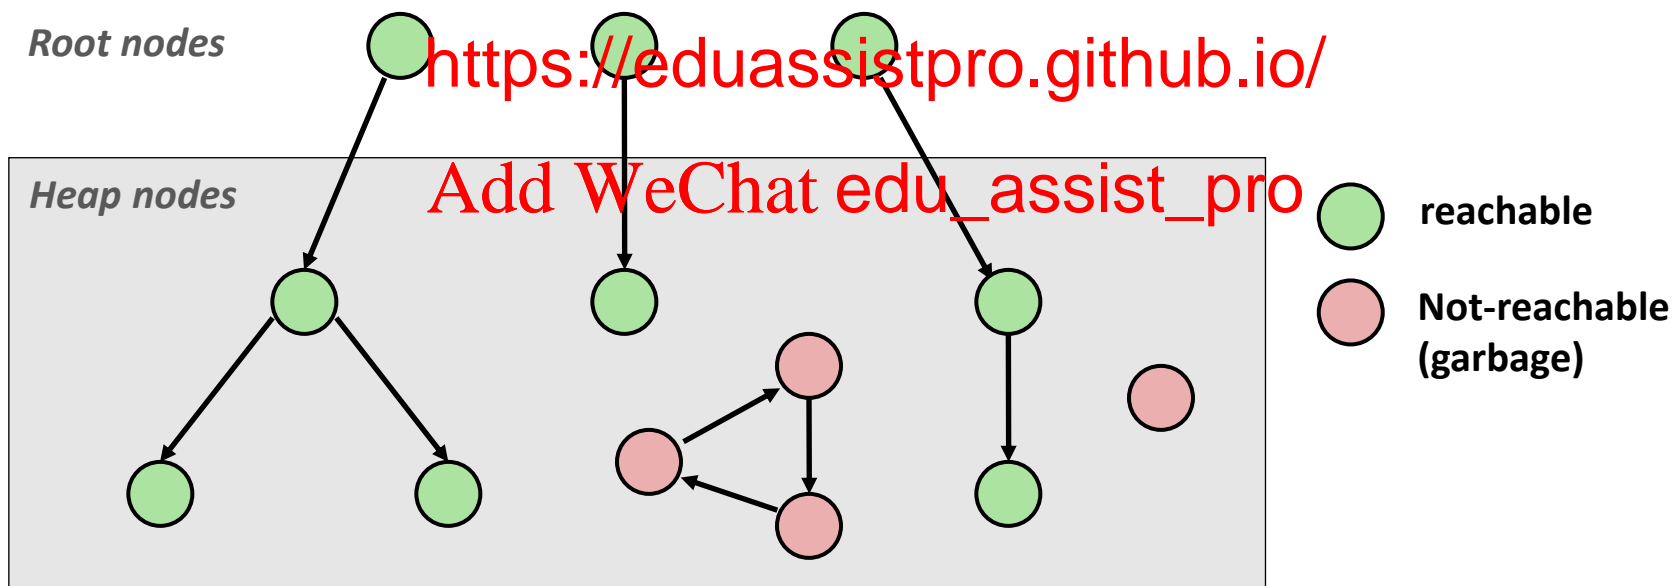 Root nodes
https://eduassistpro.github.io/
Heap nodes
Add WeChat edu_assist_pro
reachable
Not-reachable
(garbage)